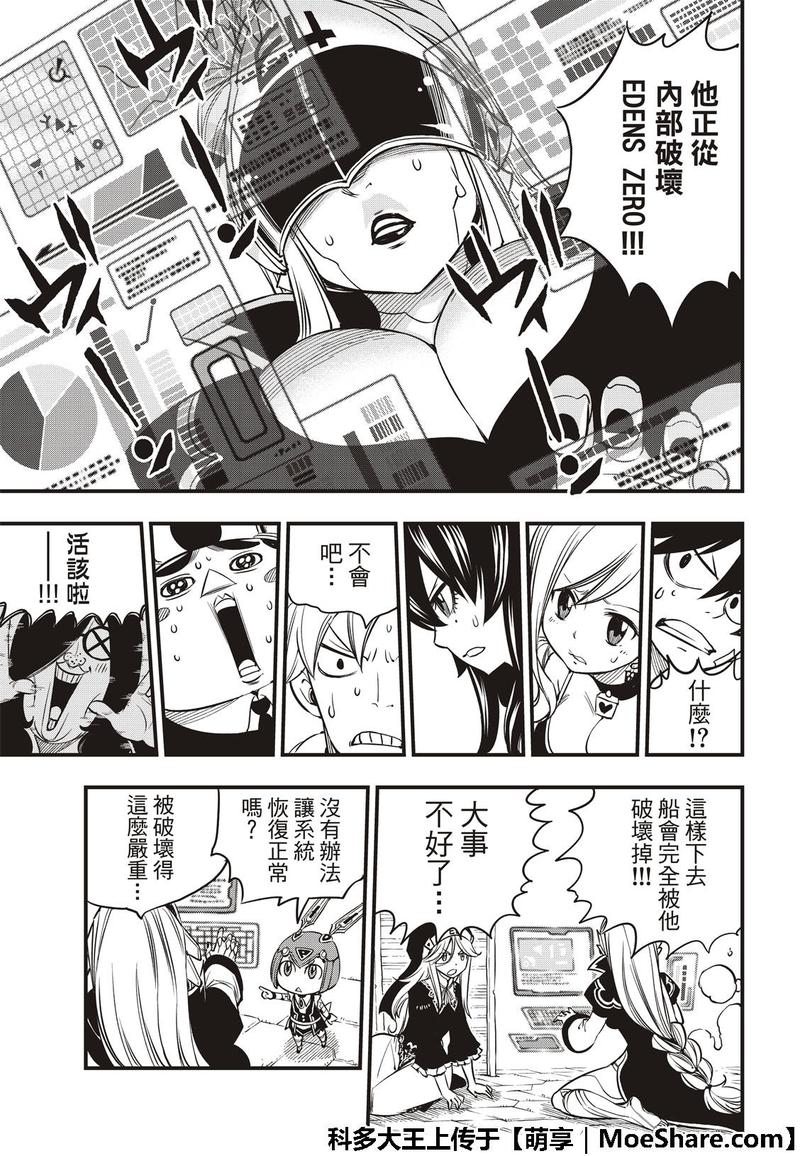 他正從
內部破壞
EDENS ZERO!!!
什麼!?
不會
吧…
活該啦
——!!!
這樣下去
船會完全被他
破壞掉!!!
大事
不好了…
沒有辦法
讓系統
恢復正常
嗎？
被破壞得
這麼嚴重…
科多大王上传于【萌享／MoeShare.com】